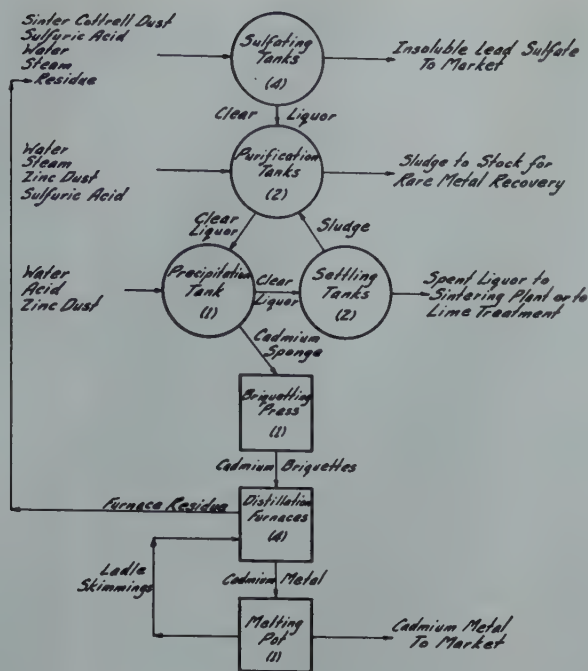 Sinter Cottrell Dust
Sulfuric Acid
Water
Steam
Residue
Sulfating
Tanks
(4)
Insoluble Lead Sulfate
To Market
Clear Liquor
Water
Steam
Zinc Dust
Sulfuric Acid
Purification
Tanks
(2)
Sludge to Stock for
Rare Metal Recovery
Clear
Liquor
Sludge
Water
Acid
Zinc Dust
Precipitation
Tank
(1)
Clear
Liquor
Settling
Tanks
(2)
Spent Liquor to
Sintering Plant or to
Lime Treatment
Cadmium
Sponge
Briquetting
Press
(1)
Cadmium Briquettes
Furnace Residue
Distillation
Furnaces
(4)
Ladle
Skimmings
Cadmium Metal
Melting
Pot
(1)
Cadmium Metal
To Market